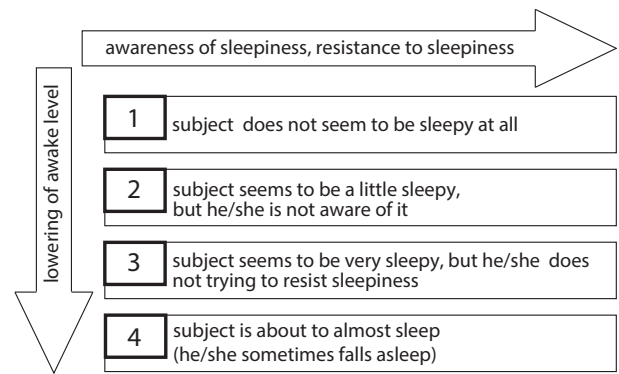 awareness of sleepiness, resistance to sleepiness
lowering of awake level
1
subject does not seem to be sleepy at all
2
subject seems to be a little sleepy,
but he/she is not aware of it
3
subject seems to be very sleepy, but he/she does
not trying to resist sleepiness
4
subject is about to almost sleep
(he/she sometimes falls asleep)